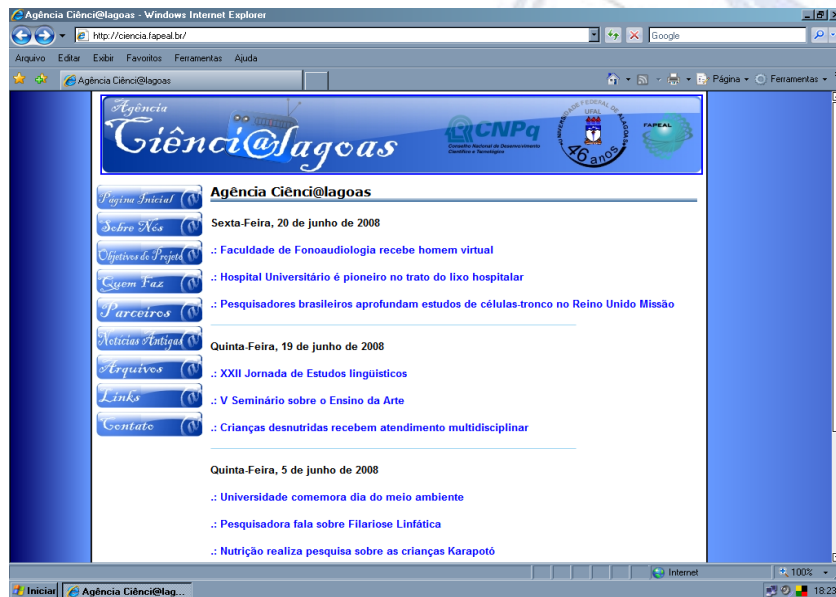 Agência Ciênci@lagoas - Windows Internet Explorer
http://ciencia.fapeal.br/
Google
Arquivo Editar Exibir Favoritos Ferramentas Ajuda
Agência Ciênci@lagoas
Página
Ferramentas
Agência
Ciênci@lagoas
CNPq
Conselho Nacional de Desenvolvimento
Científico e Tecnológico
UNIVERSIDADE FEDERAL DE ALAGOAS
UFAL
46 anos
FAPEAL
Página Inicial
Sobre Nós
Objetivos do Projeto
Quem Faz
Parceiros
Notícias Antigas
Arquivos
Links
Contato
Agência Ciênci@lagoas
Sexta-Feira, 20 de junho de 2008
.: Faculdade de Fonoaudiologia recebe homem virtual
.: Hospital Universitário é pioneiro no trato do lixo hospitalar
.: Pesquisadores brasileiros aprofundam estudos de células-tronco no Reino Unido Missão
Quinta-Feira, 19 de junho de 2008
.: XXII Jornada de Estudos lingüisticos
.: V Seminário sobre o Ensino da Arte
.: Crianças desnutridas recebem atendimento multidisciplinar
Quinta-Feira, 5 de junho de 2008
.: Universidade comemora dia do meio ambiente
.: Pesquisadora fala sobre Filariose Linfática
.: Nutrição realiza pesquisa sobre as crianças Karapotó
Internet
100%
Iniciar
Agência Ciênci@lag...
18:23